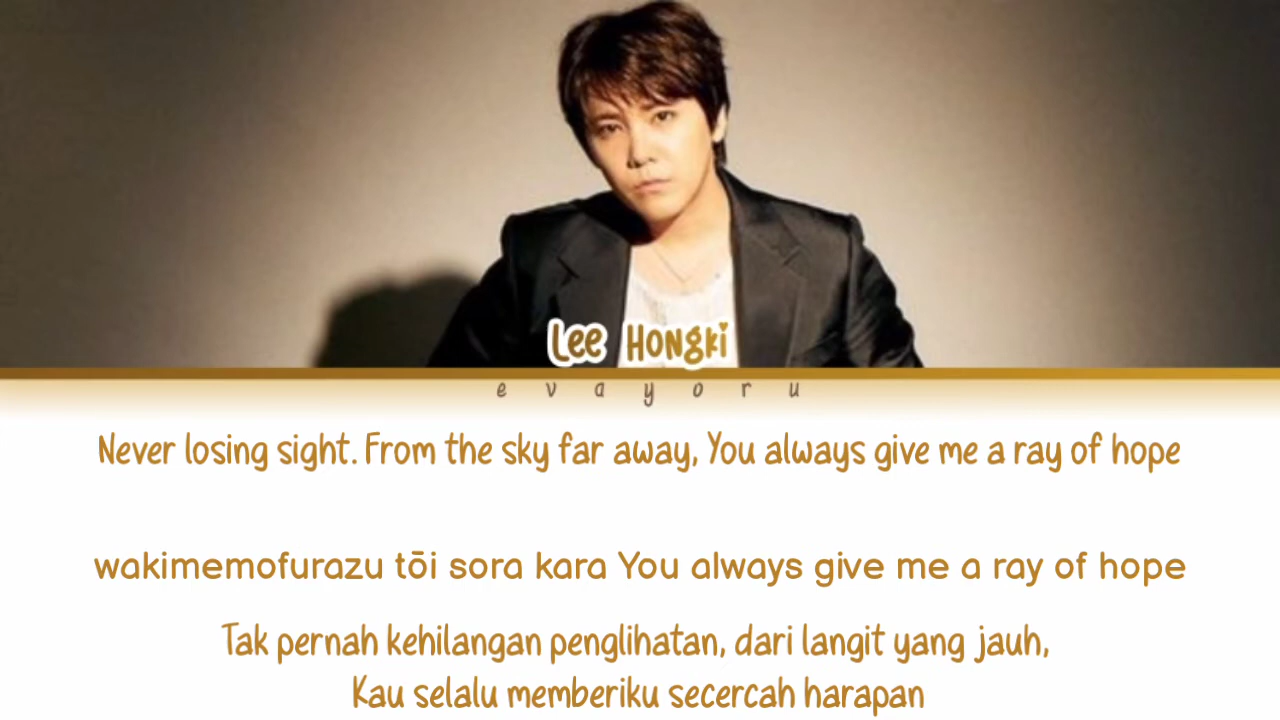 Lee Hongki
evayoru
Never losing sight. From the sky far away, You always give me a ray of hope
wakimemofurazu tōi sora kara You always give me a ray of hope
Tak pernah kehilangan penglihatan, dari langit yang jauh,
Kau selalu memberiku secercah harapan